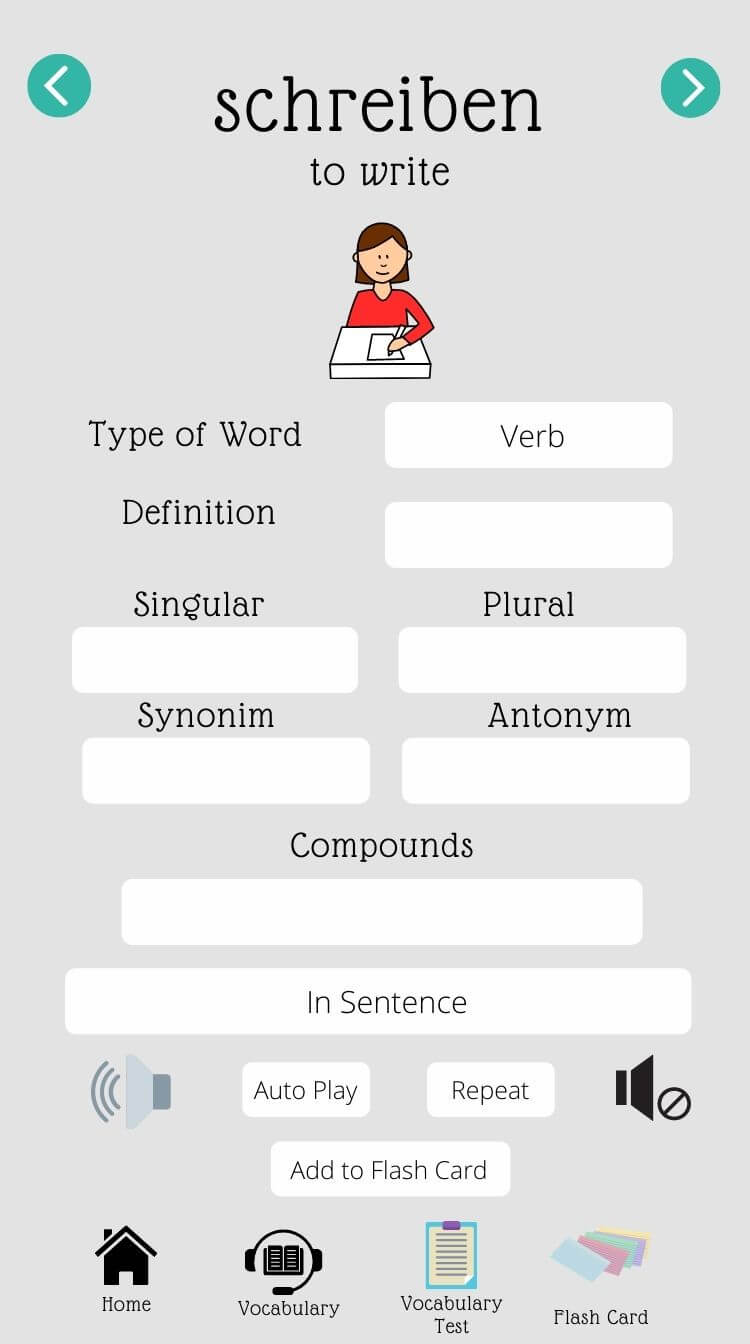 schreiben
to write
Type of Word
Verb
Definition
Singular
Plural
Synonim
Antonym
Compounds
In Sentence
Auto Play
Repeat
Add to Flash Card
Home
Vocabulary
Vocabulary
Test
Flash Card